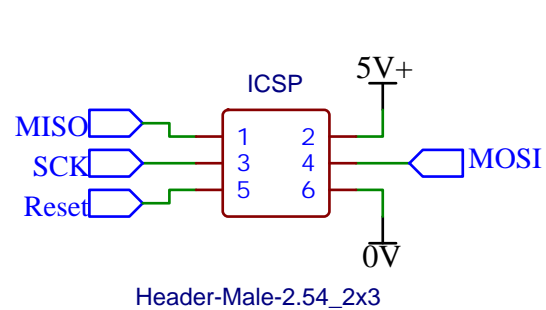 ICSP
5V+
MISO 1 2
SCK 3 4 MOSI
Reset 5 6
0V
Header-Male-2.54_2x3